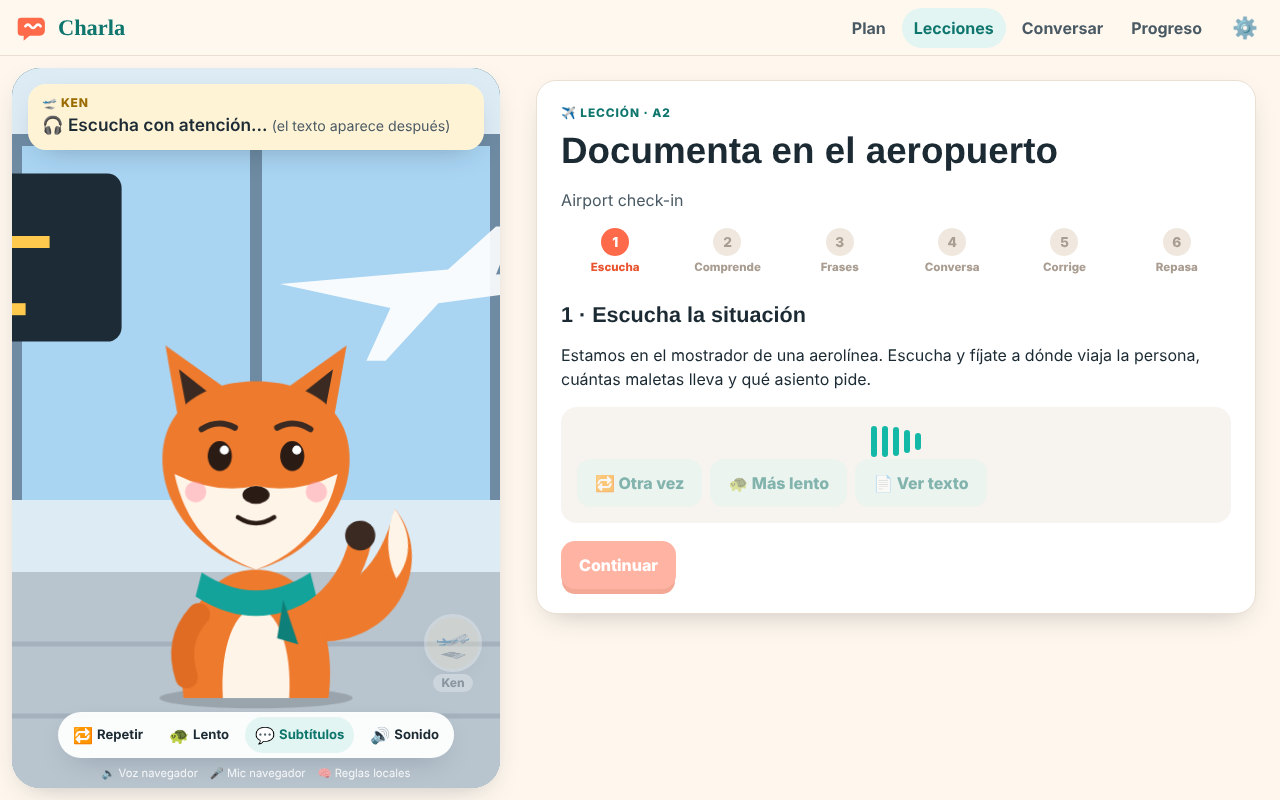 Charla
Plan
Lecciones
Conversar
Progreso
KEN
Escucha con atención... (el texto aparece después)
Ken
Repetir
Lento
Subtítulos
Sonido
Voz navegador
Mic navegador
Reglas locales
LECCIÓN · A2
Documenta en el aeropuerto
Airport check-in
1
2
3
4
5
6
Escucha
Comprende
Frases
Conversa
Corrige
Repasa
1 · Escucha la situación
Estamos en el mostrador de una aerolínea. Escucha y fíjate a dónde viaja la persona,
cuántas maletas lleva y qué asiento pide.
Otra vez
Más lento
Ver texto
Continuar